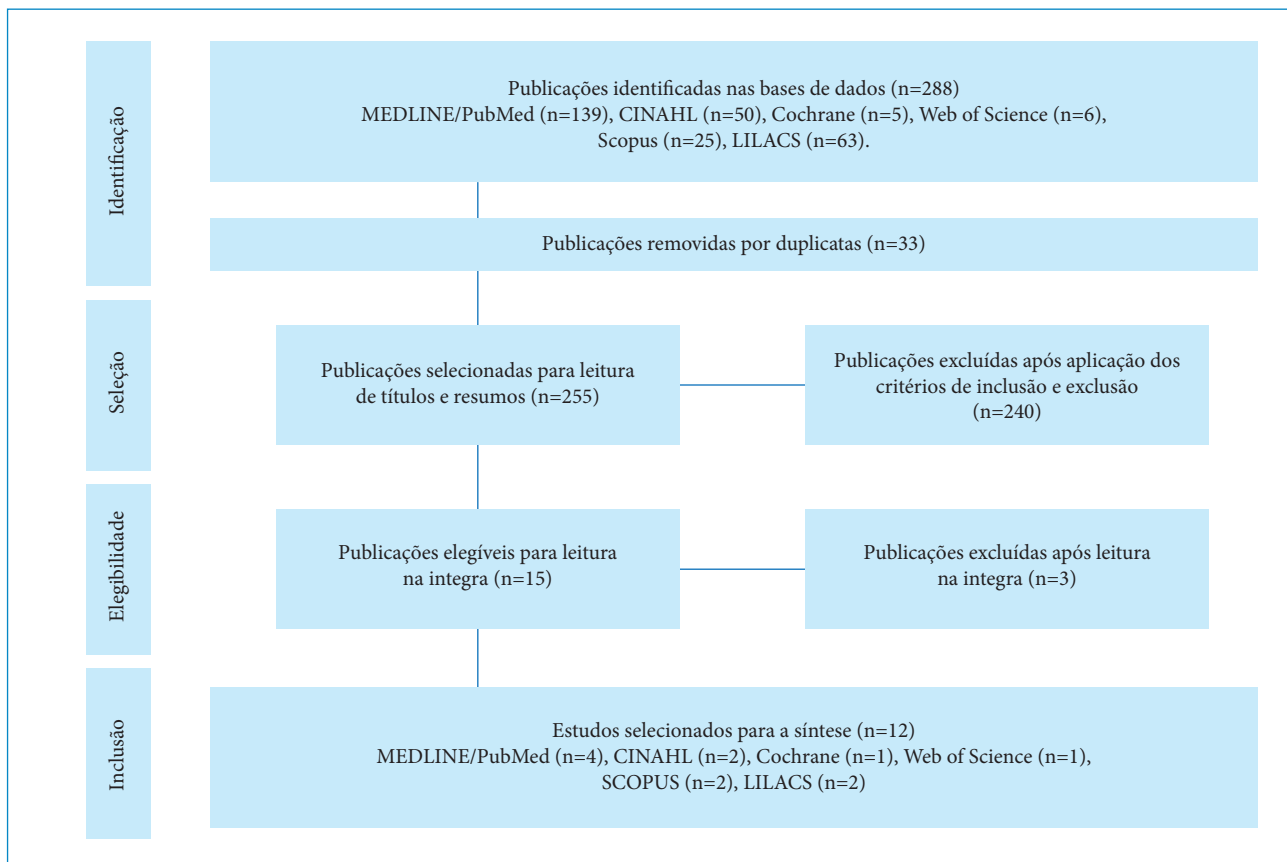 Identificação
Publicações identificadas nas bases de dados (n=288)
MEDLINE/PubMed (n=139), CINAHL (n=50), Cochrane (n=5), Web of Science (n=6),
Scopus (n=25), LILACS (n=63).
Publicações removidas por duplicatas (n=33)
Seleção
Publicações selecionadas para leitura
de títulos e resumos (n=255)
Publicações excluídas após aplicação dos
critérios de inclusão e exclusão
(n=240)
Elegibilidade
Publicações elegíveis para leitura
na integra (n=15)
Publicações excluídas após leitura
na integra (n=3)
Inclusão
Estudos selecionados para a síntese (n=12)
MEDLINE/PubMed (n=4), CINAHL (n=2), Cochrane (n=1), Web of Science (n=1),
SCOPUS (n=2), LILACS (n=2)